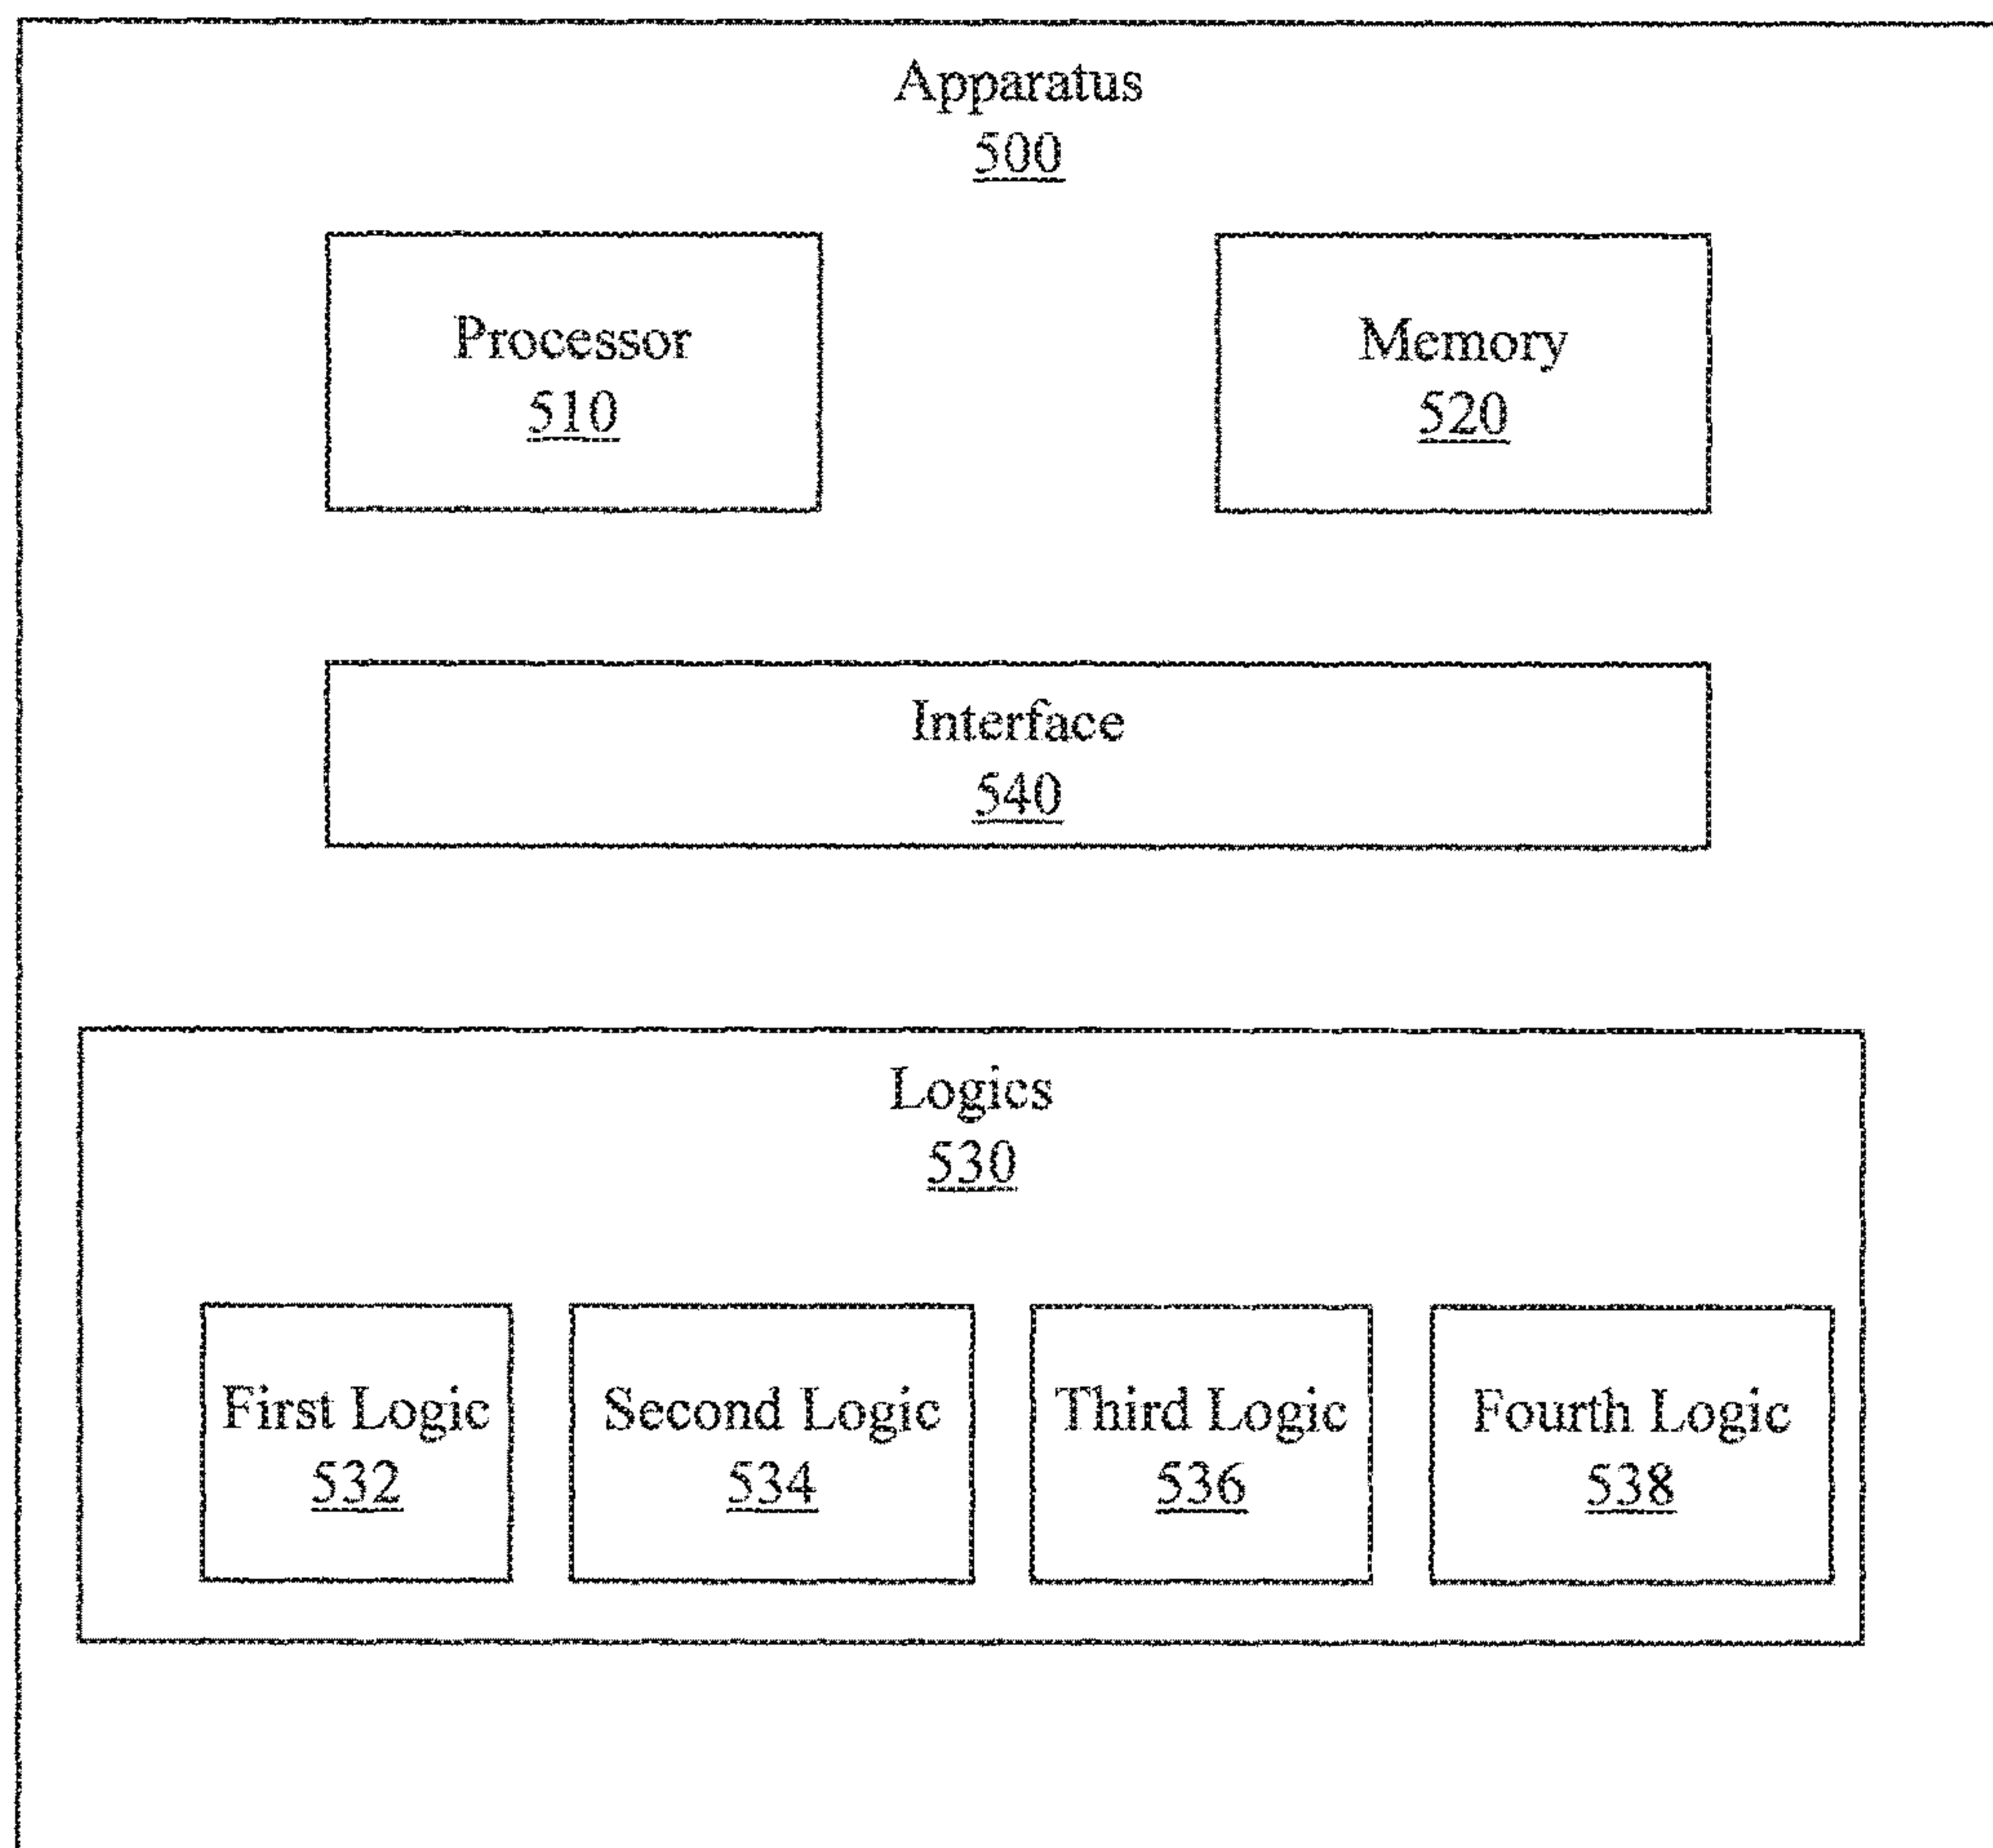 Apparatus
500
Processor
510
Memory
520
Interface
540
Logics
530
First Logic
532
Second Logic
534
Third Logic
536
Fourth Logic
538